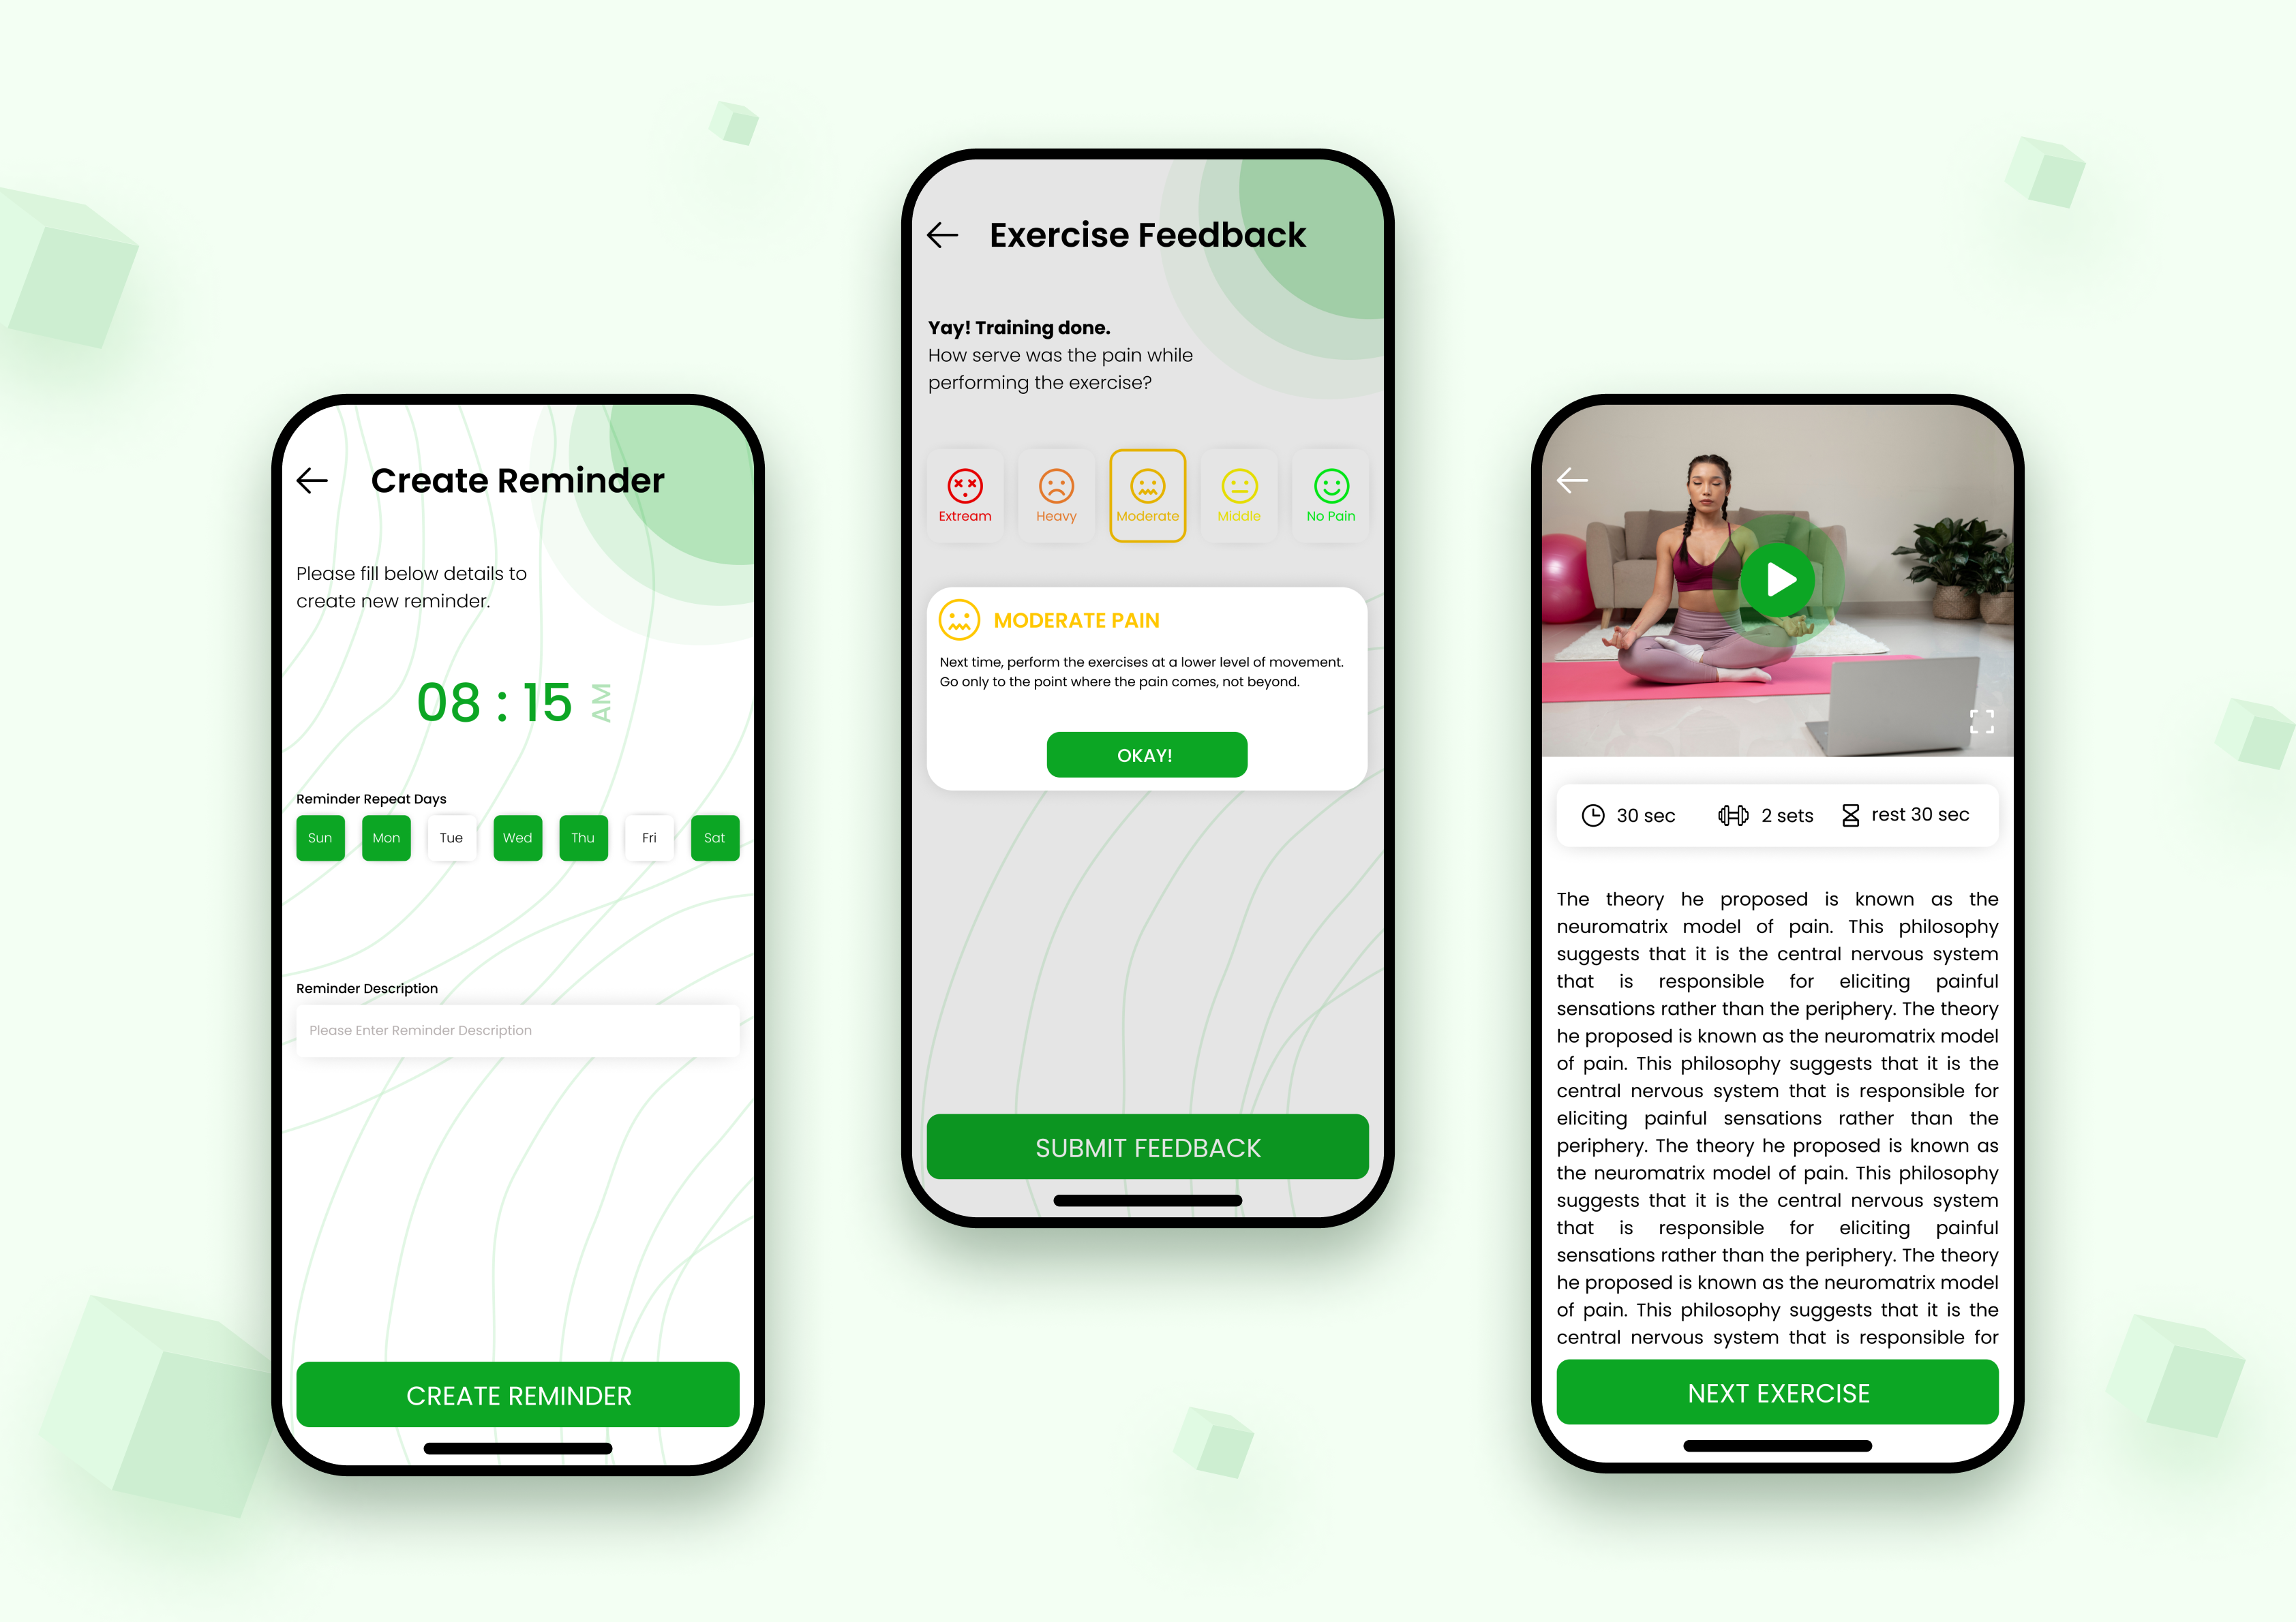 Create Reminder
Please fill below details to
create new reminder.
08 : 15 AM
Reminder Repeat Days
Sun Mon Tue Wed Thu Fri Sat
Reminder Description
Please Enter Reminder Description
CREATE REMINDER
Exercise Feedback
Yay! Training done.
How serve was the pain while
performing the exercise?
Extream Heavy Moderate Middle No Pain
MODERATE PAIN
Next time, perform the exercises at a lower level of movement.
Go only to the point where the pain comes, not beyond.
OKAY!
SUBMIT FEEDBACK
30 sec 2 sets rest 30 sec
The theory he proposed is known as the
neuromatrix model of pain. This philosophy
suggests that it is the central nervous system
that is responsible for eliciting painful
sensations rather than the periphery. The theory
he proposed is known as the neuromatrix model
of pain. This philosophy suggests that it is the
central nervous system that is responsible for
eliciting painful sensations rather than the
periphery. The theory he proposed is known as
the neuromatrix model of pain. This philosophy
suggests that it is the central nervous system
that is responsible for eliciting painful
sensations rather than the periphery. The theory
he proposed is known as the neuromatrix model
of pain. This philosophy suggests that it is the
central nervous system that is responsible for
NEXT EXERCISE